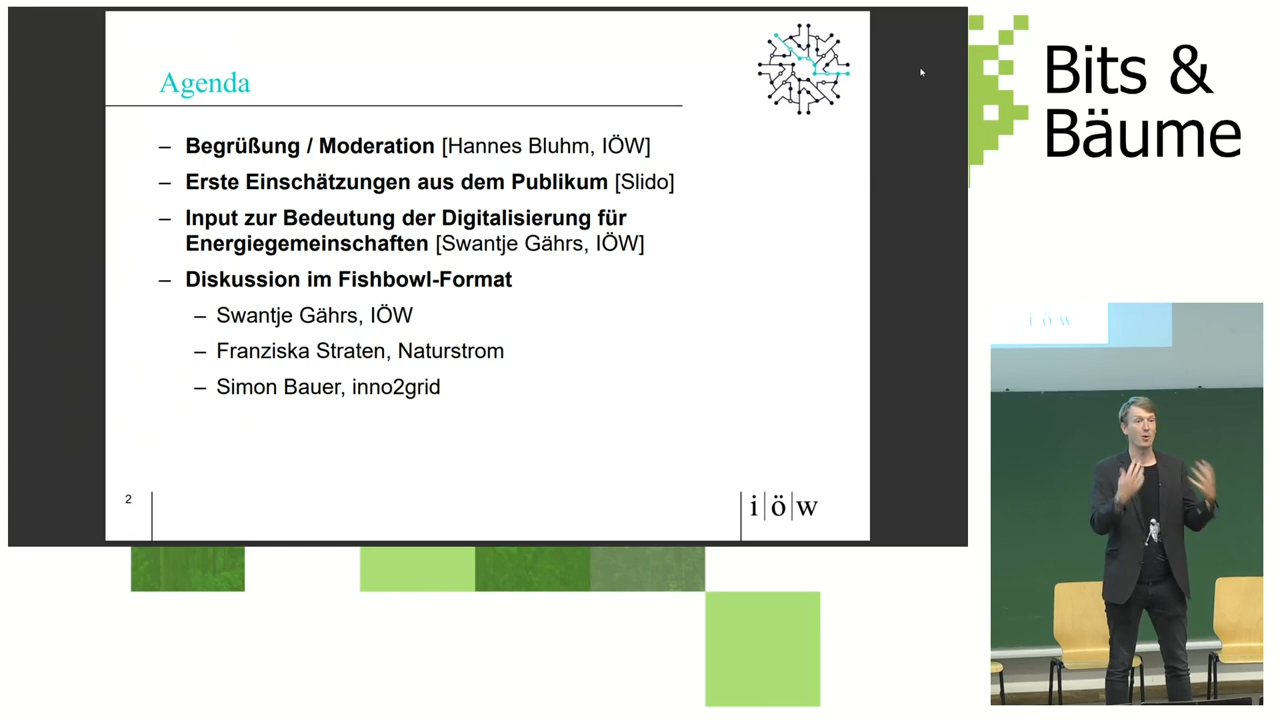 Agenda
– Begrüßung / Moderation [Hannes Bluhm, IÖW]
– Erste Einschätzungen aus dem Publikum [Slido]
– Input zur Bedeutung der Digitalisierung für
Energiegemeinschaften [Swantje Gährs, IÖW]
– Diskussion im Fishbowl-Format
– Swantje Gährs, IÖW
– Franziska Straten, Naturstrom
– Simon Bauer, inno2grid
2
i|ö|w
Bits &
Bäume
i ö w